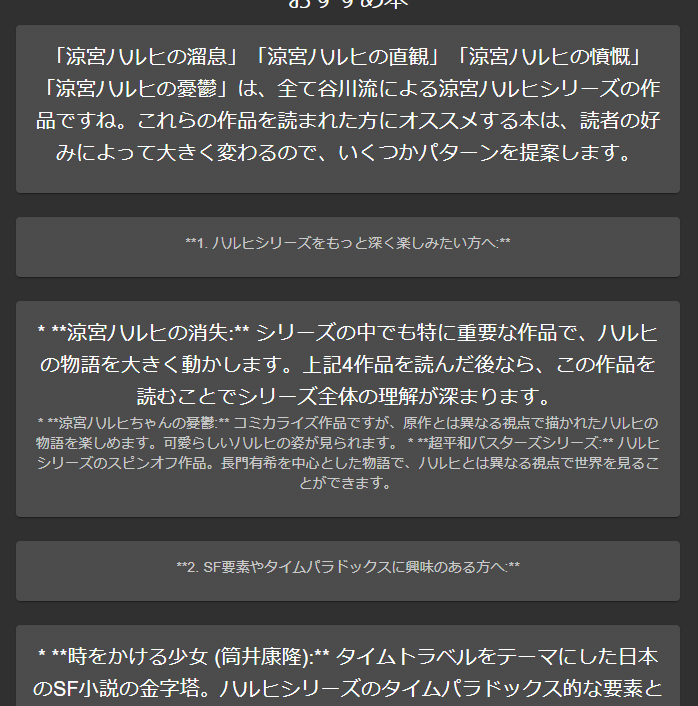 おすすめ本
「涼宮ハルヒの溜息」「涼宮ハルヒの直観」「涼宮ハルヒの憤慨」
「涼宮ハルヒの憂鬱」は、全て谷川流による涼宮ハルヒシリーズの作
品ですね。これらの作品を読まれた方にオススメする本は、読者の好
みによって大きく変わるので、いくつかパターンを提案します。
**1. ハルヒシリーズをもっと深く楽しみたい方へ:**
* **涼宮ハルヒの消失:** シリーズの中でも特に重要な作品で、ハルヒ
の物語を大きく動かします。上記4作品を読んだ後なら、この作品を
読むことでシリーズ全体の理解が深まります。
* **涼宮ハルヒちゃんの憂鬱:** コミカライズ作品ですが、原作とは異なる視点で描かれたハルヒの
物語を楽しめます。可愛らしいハルヒの姿が見られます。 * **超平和バスターズシリーズ:** ハルヒ
シリーズのスピンオフ作品。長門有希を中心とした物語で、ハルヒとは異なる視点で世界を見るこ
とができます。
**2. SF要素やタイムパラドックスに興味のある方へ:**
* **時をかける少女 (筒井康隆):** タイムトラベルをテーマにした日本
のSF小説の金字塔。ハルヒシリーズのタイムパラドックス的な要素と